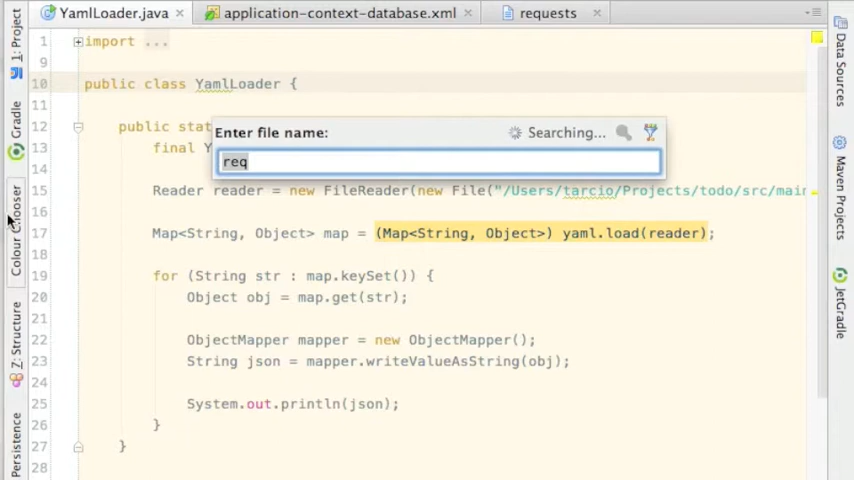 YamlLoader.java
application-context-database.xml
requests
1: Project
Gradle
Colour Chooser
Z: Structure
Persistence
1 import ...
9
10 public class YamlLoader {
11
12 public stat
13 final Y
14
15 Reader reader = new FileReader(new File("/Users/tarcio/Projects/todo/src/main
16
17 Map<String, Object> map = (Map<String, Object>) yaml.load(reader);
18
19 for (String str : map.keySet()) {
20 Object obj = map.get(str);
21
22 ObjectMapper mapper = new ObjectMapper();
23 String json = mapper.writeValueAsString(obj);
24
25 System.out.println(json);
26 }
27 }
28
Enter file name:
Searching...
req
Data Sources
Maven Projects
JetGradle